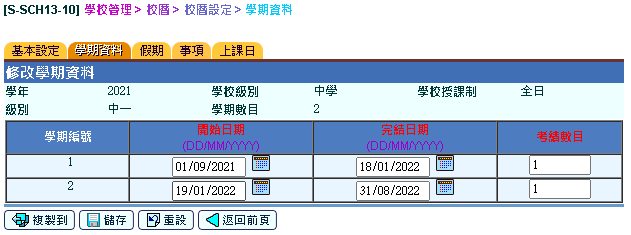 [S-SCH13-10] 學校管理 > 校曆 > 校曆設定 > 學期資料
基本設定 學期資料 假期 事項 上課日
修改學期資料
學年 2021 學校級別 中學 學校授課制 全日
級別 中一 學期數目 2
學期編號 開始日期 (DD/MM/YYYY) 完結日期 (DD/MM/YYYY) 考績數目
1 01/09/2021 18/01/2022 1
2 19/01/2022 31/08/2022 1
複製到 儲存 重設 返回前頁